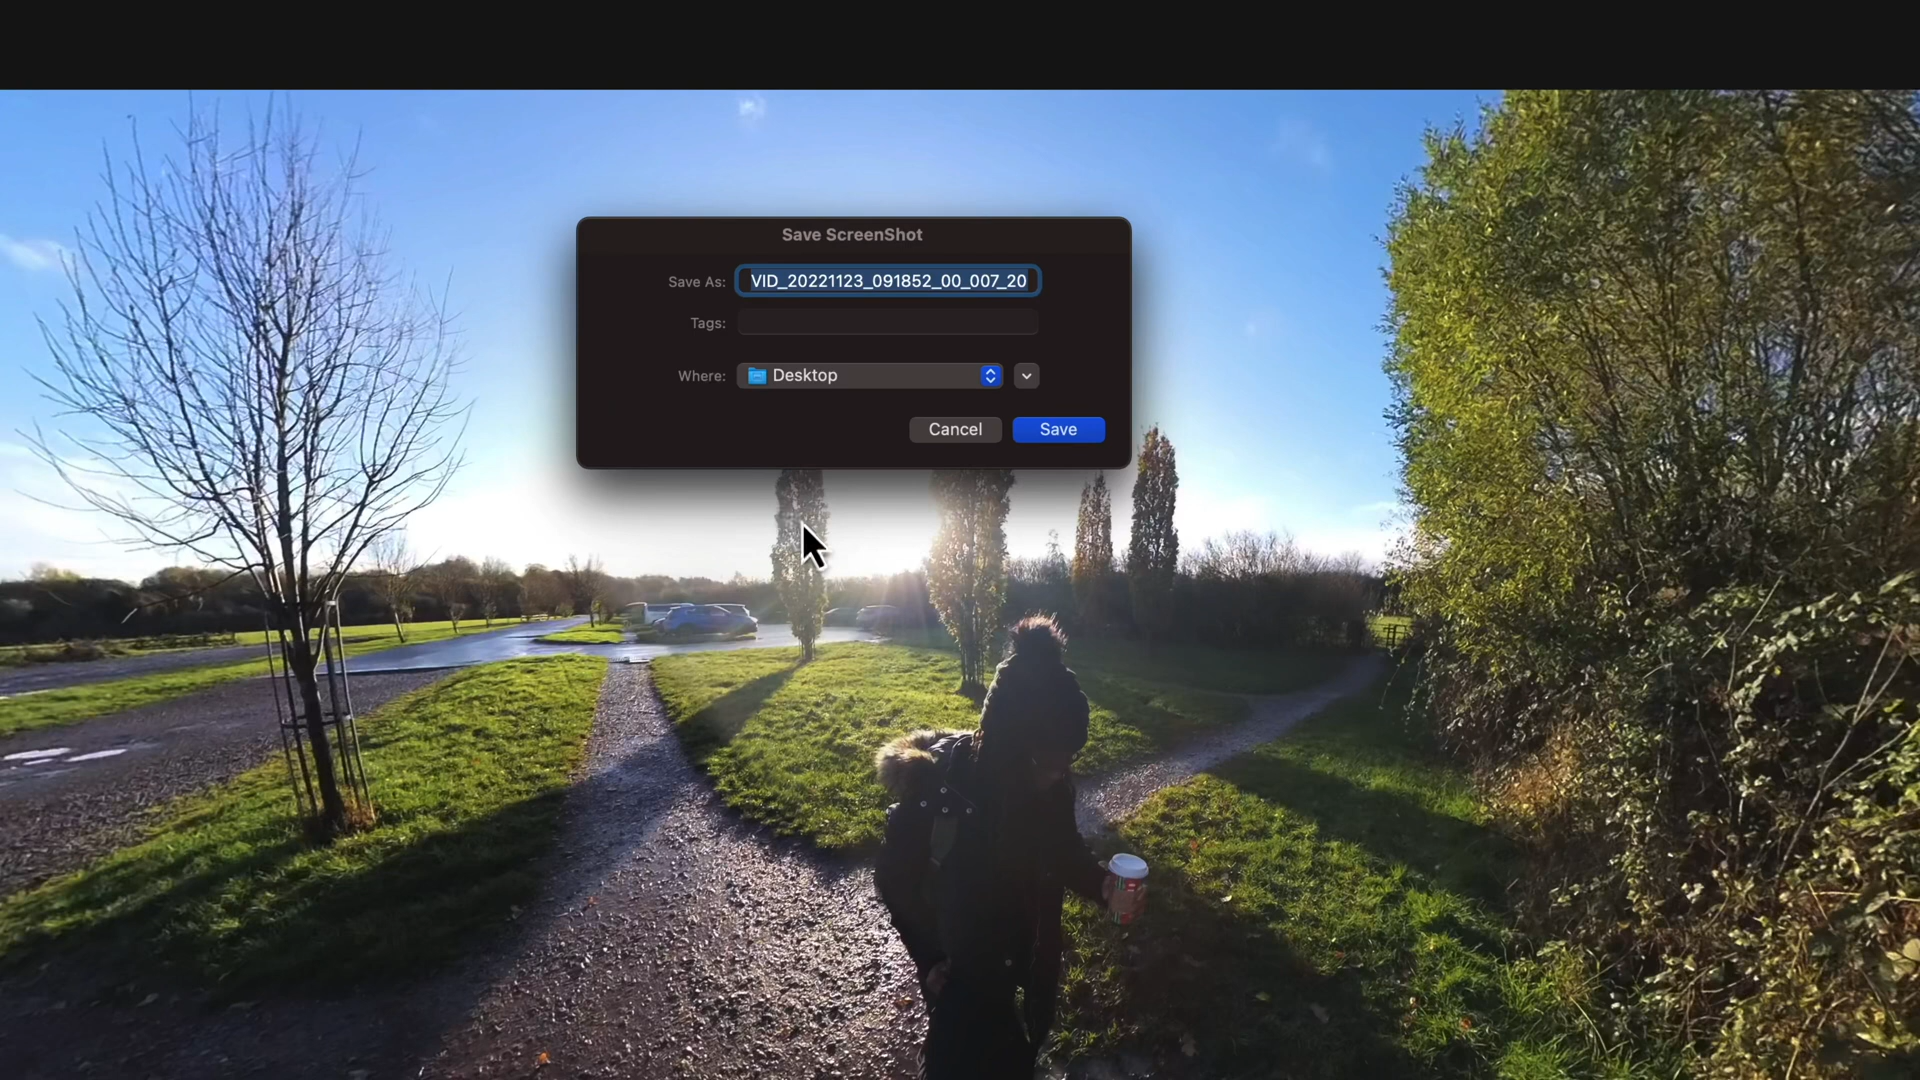 Save ScreenShot
Save As: VID_20221123_091852_00_007_20
Tags:
Where: Desktop
Cancel Save